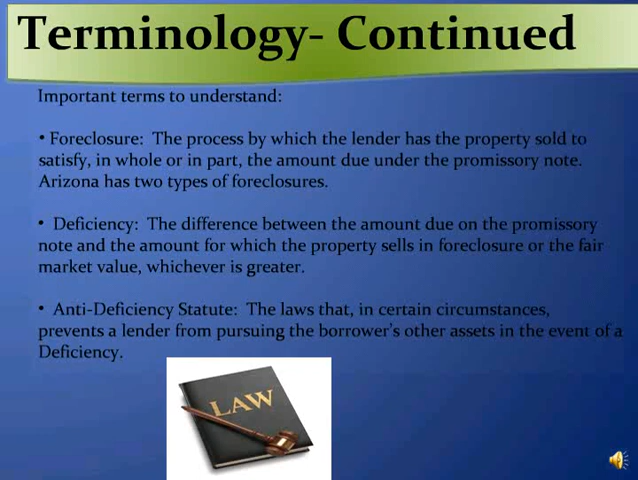 Terminology- Continued
Important terms to understand:
• Foreclosure: The process by which the lender has the property sold to
satisfy, in whole or in part, the amount due under the promissory note.
Arizona has two types of foreclosures.
• Deficiency: The difference between the amount due on the promissory
note and the amount for which the property sells in foreclosure or the fair
market value, whichever is greater.
• Anti-Deficiency Statute: The laws that, in certain circumstances,
prevents a lender from pursuing the borrower's other assets in the event of a
Deficiency.
LAW